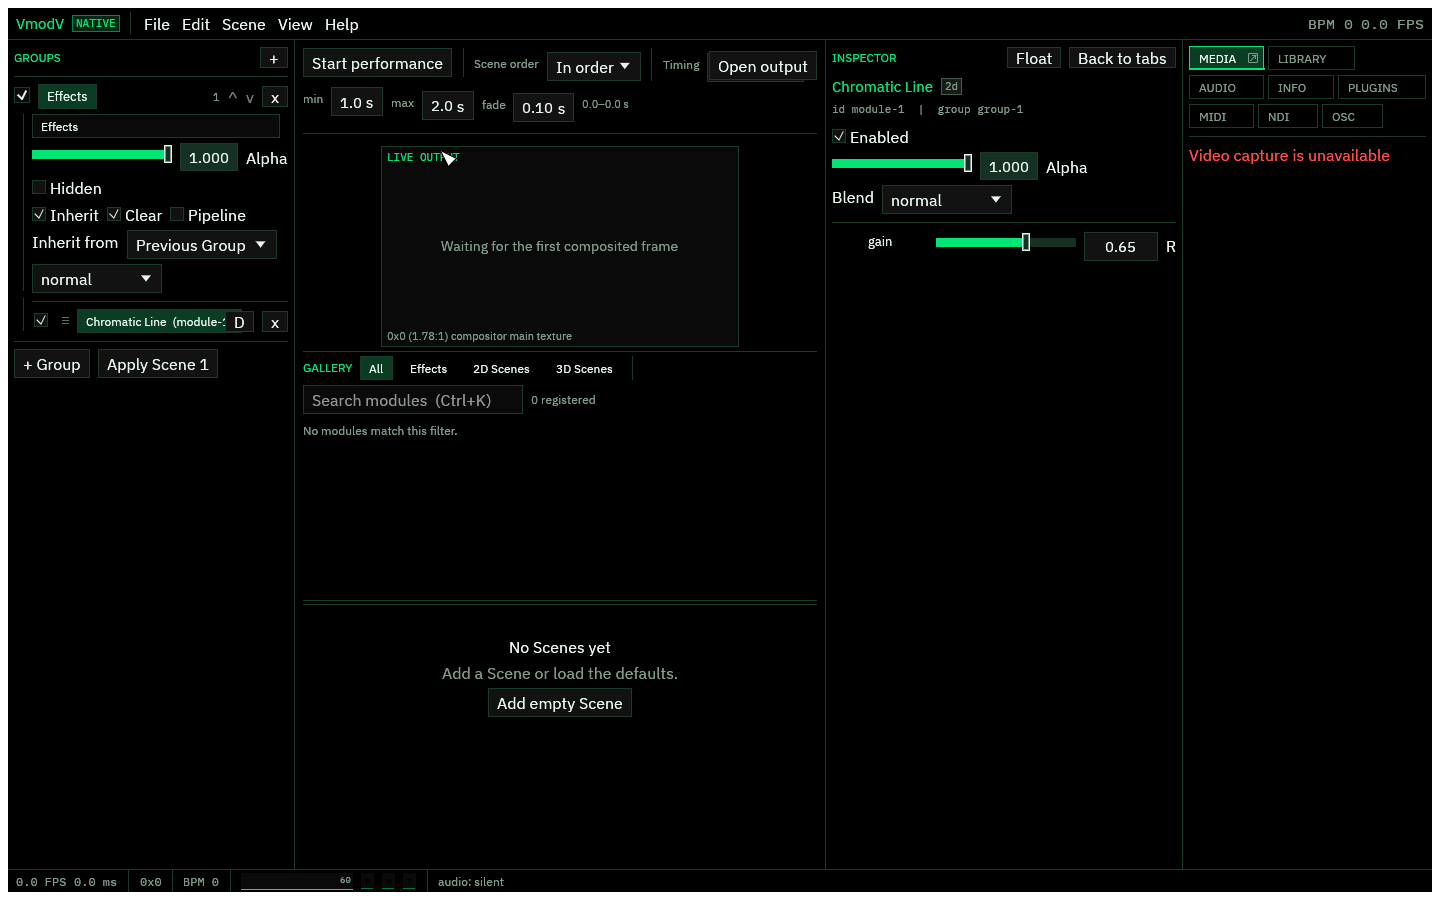 VmodV NATIVE File Edit Scene View Help BPM 0 0.0 FPS
GROUPS +
Effects 1 ^ v x
Effects
1.000 Alpha
Hidden
Inherit Clear Pipeline
Inherit from Previous Group
normal
Chromatic Line (module- D x
+ Group Apply Scene 1
Start performance Scene order In order Timing Open output
min 1.0 s max 2.0 s fade 0.10 s 0.0–0.0 s
LIVE OUTPUT
Waiting for the first composited frame
0x0 (1.78:1) compositor main texture
GALLERY All Effects 2D Scenes 3D Scenes
Search modules (Ctrl+K) 0 registered
No modules match this filter.
No Scenes yet
Add a Scene or load the defaults.
Add empty Scene
INSPECTOR Float Back to tabs
Chromatic Line 2d
id module-1 | group group-1
Enabled
1.000 Alpha
Blend normal
gain 0.65 R
MEDIA LIBRARY
AUDIO INFO PLUGINS
MIDI NDI OSC
Video capture is unavailable
0.0 FPS 0.0 ms 0x0 BPM 0 60 audio: silent